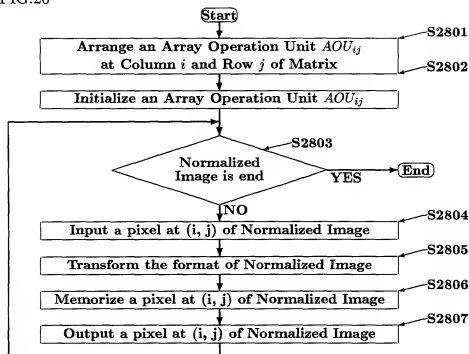 FIG.26
Start
S2801
Arrange an Array Operation Unit AOUij
at Column i and Row j of Matrix
S2802
Initialize an Array Operation Unit AOUij
S2803
Normalized
Image is end
YES
End
NO
S2804
Input a pixel at (i, j) of Normalized Image
S2805
Transform the format of Normalized Image
S2806
Memorize a pixel at (i, j) of Normalized Image
S2807
Output a pixel at (i, j) of Normalized Image